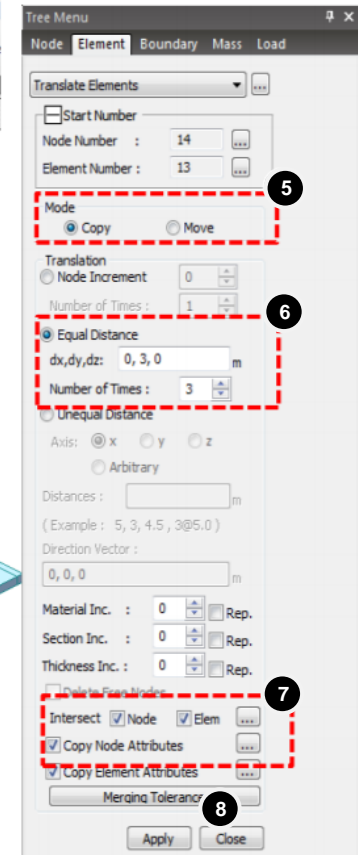 Tree Menu
Node Element Boundary Mass Load
Translate Elements ...
Start Number
Node Number : 14 ...
Element Number : 13 ...
5
Mode
Copy Move
Translation
Node Increment 0
Number of Times : 1
6
Equal Distance
dx,dy,dz: 0, 3, 0 m
Number of Times : 3
Unequal Distance
Axis: x y z
Arbitrary
Distances : m
( Example : 5, 3, 4.5 , 3@5.0 )
Direction Vector :
0, 0, 0 m
Material Inc. : 0 Rep.
Section Inc. : 0 Rep.
Thickness Inc. : 0 Rep.
Delete Free Nodes
7
Intersect Node Elem ...
Copy Node Attributes ...
Copy Element Attributes ...
Merging Tolerance
8
Apply Close